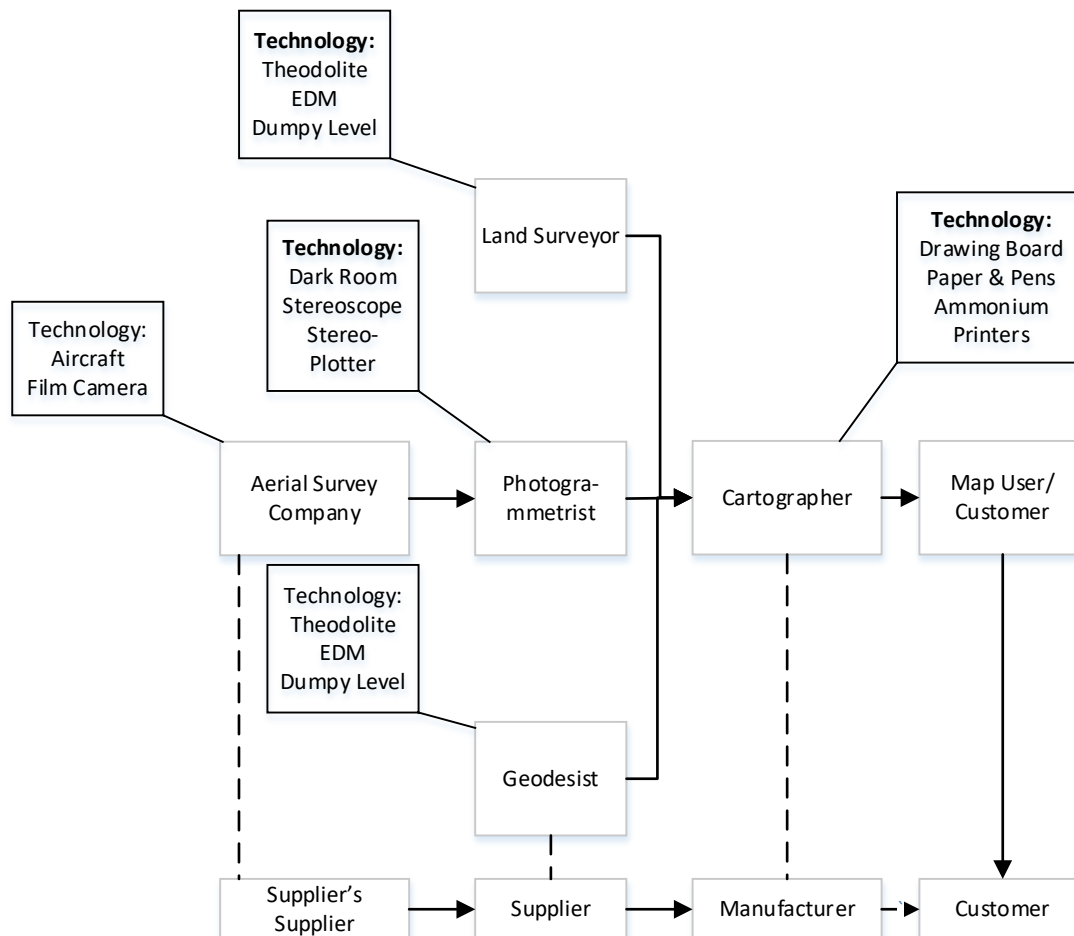 Technology:
Theodolite
EDM
Dumpy Level
Land Surveyor
Technology:
Dark Room
Stereoscope
Stereo-
Plotter
Technology:
Drawing Board
Paper & Pens
Ammonium
Printers
Technology:
Aircraft
Film Camera
Aerial Survey
Company
Photogra-
mmetrist
Cartographer
Map User/
Customer
Technology:
Theodolite
EDM
Dumpy Level
Geodesist
Supplier’s
Supplier
Supplier
Manufacturer
Customer